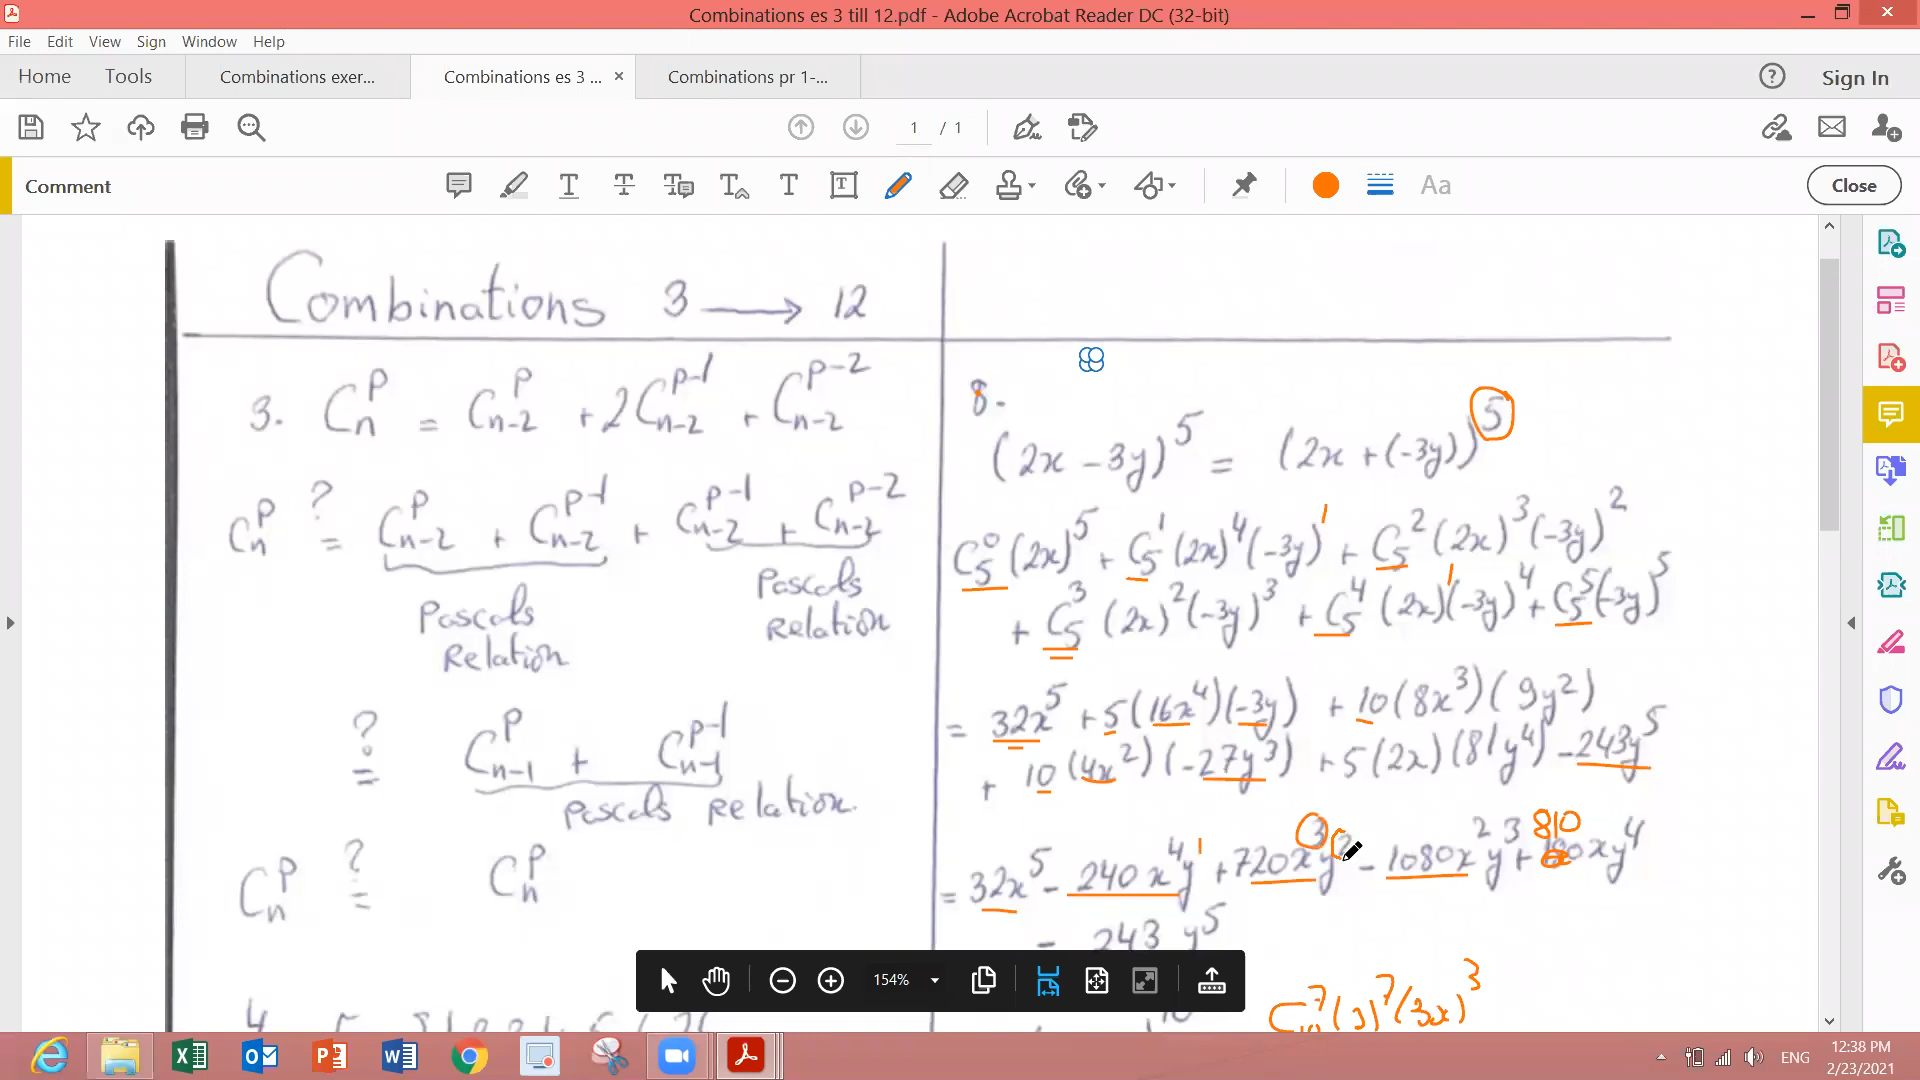 Combinations es 3 till 12.pdf - Adobe Acrobat Reader DC (32-bit)
File Edit View Sign Window Help
Home Tools Combinations exer... Combinations es 3 ... × Combinations pr 1-... Sign In
1 / 1
Comment Aa Close
Combinations 3 → 12
3. C_n^p = C_{n-2}^p + 2C_{n-2}^{p-1} + C_{n-2}^{p-2}
C_n^p ?= C_{n-2}^p + C_{n-2}^{p-1} + C_{n-2}^{p-1} + C_{n-2}^{p-2}
Pascals Relation
Pascals Relation
?= C_{n-1}^p + C_{n-1}^{p-1}
Pascals Relation.
C_n^p ?= C_n^p
8.
(2x - 3y)^5 = (2x + (-3y))^5
C_5^0 (2x)^5 + C_5^1 (2x)^4 (-3y)^1 + C_5^2 (2x)^3 (-3y)^2
+ C_5^3 (2x)^2 (-3y)^3 + C_5^4 (2x)^1 (-3y)^4 + C_5^5 (-3y)^5
= 32x^5 + 5(16x^4)(-3y) + 10(8x^3)(9y^2)
+ 10(4x^2)(-27y^3) + 5(2x)(81y^4) - 243y^5
810
= 32x^5 - 240x^4y^1 + 720x^3y^2 - 1080x^2y^3 + xy^4
- 243 y^5
154%
ENG
12:38 PM
2/23/2021